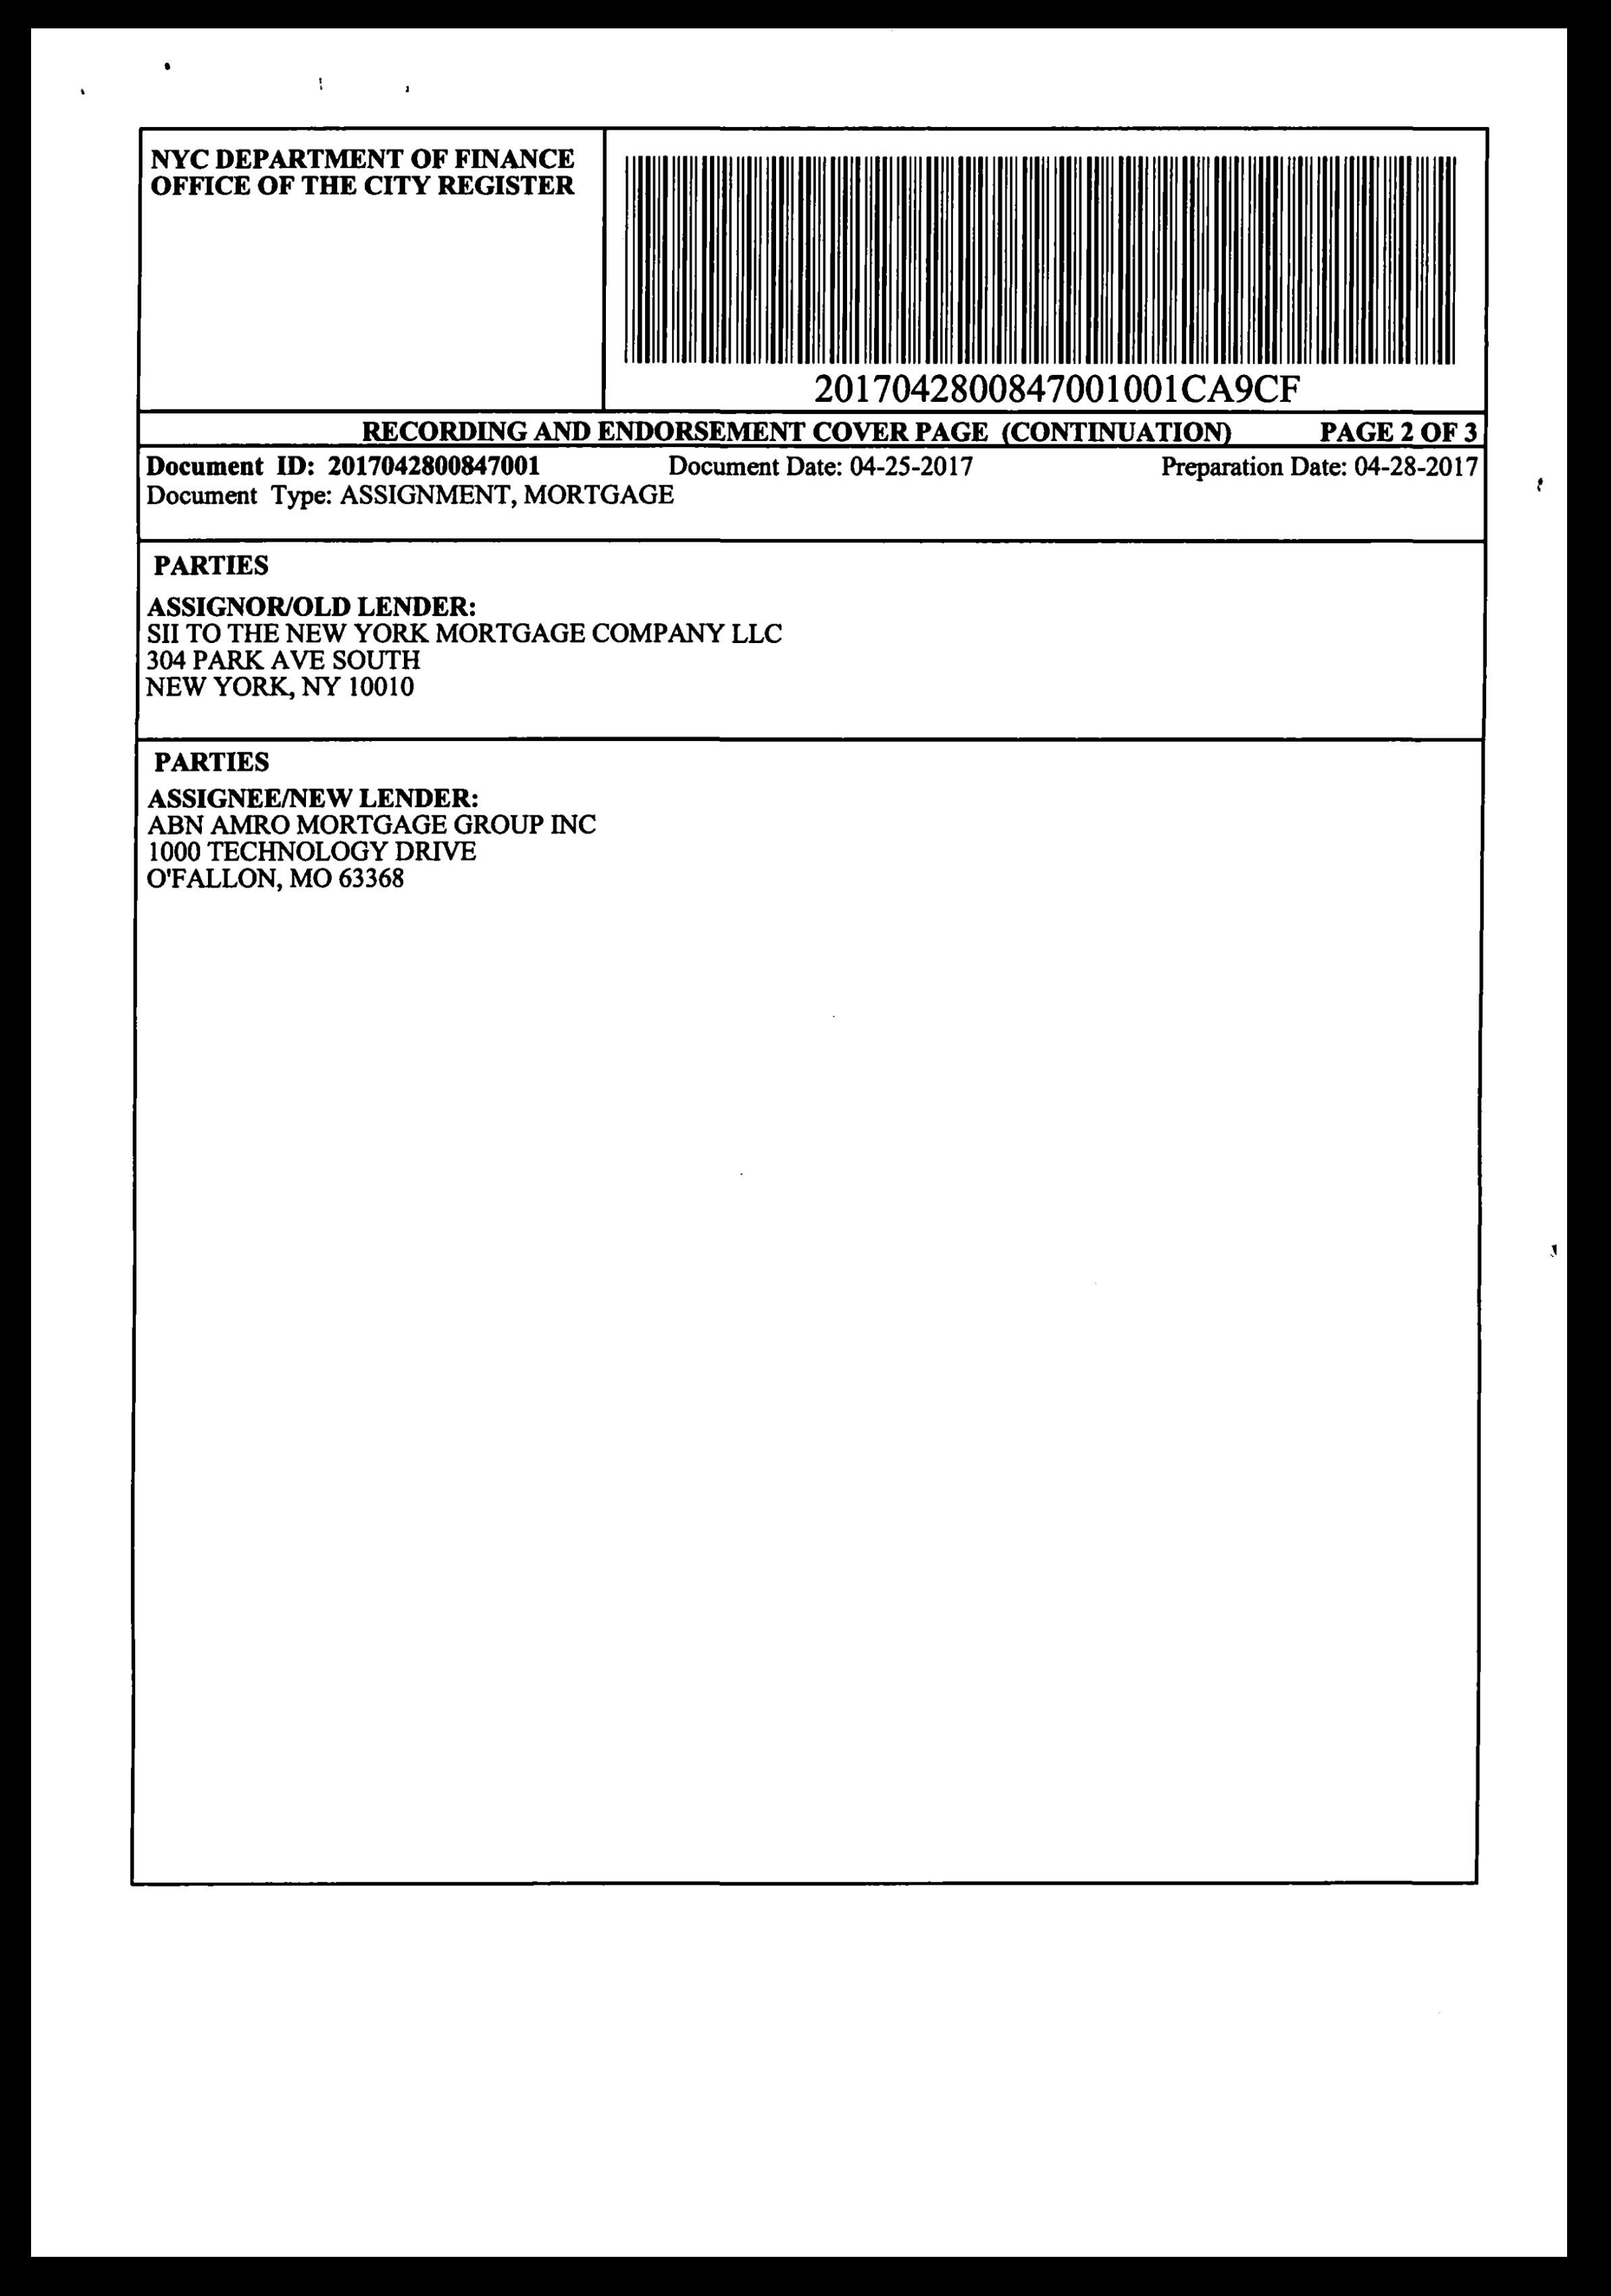 NYC DEPARTMENT OF FINANCE
OFFICE OF THE CITY REGISTER
2017042800847001001CA9CF
RECORDING AND ENDORSEMENT COVER PAGE (CONTINUATION) PAGE 2 OF 3
Document ID: 2017042800847001 Document Date: 04-25-2017 Preparation Date: 04-28-2017
Document Type: ASSIGNMENT, MORTGAGE
PARTIES
ASSIGNOR/OLD LENDER:
SII TO THE NEW YORK MORTGAGE COMPANY LLC
304 PARK AVE SOUTH
NEW YORK, NY 10010
PARTIES
ASSIGNEE/NEW LENDER:
ABN AMRO MORTGAGE GROUP INC
1000 TECHNOLOGY DRIVE
O'FALLON, MO 63368